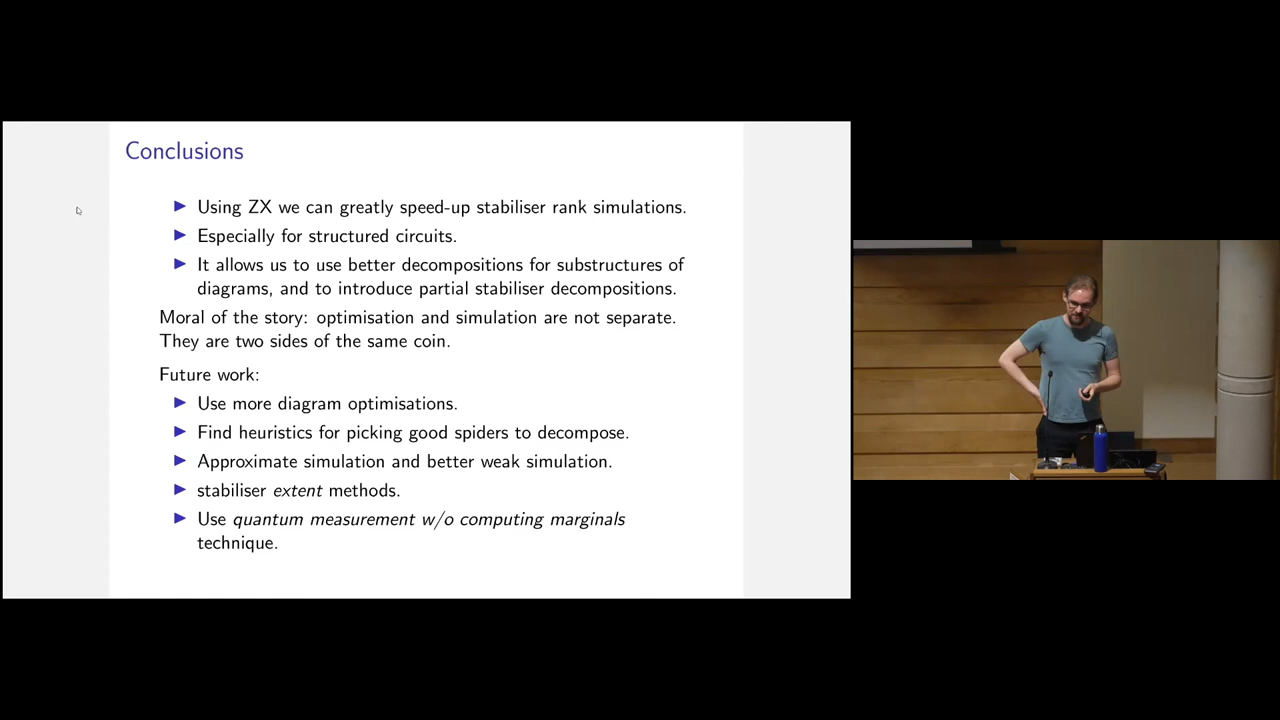 Conclusions
▶ Using ZX we can greatly speed-up stabiliser rank simulations.
▶ Especially for structured circuits.
▶ It allows us to use better decompositions for substructures of
diagrams, and to introduce partial stabiliser decompositions.
Moral of the story: optimisation and simulation are not separate.
They are two sides of the same coin.
Future work:
▶ Use more diagram optimisations.
▶ Find heuristics for picking good spiders to decompose.
▶ Approximate simulation and better weak simulation.
▶ stabiliser extent methods.
▶ Use quantum measurement w/o computing marginals
technique.